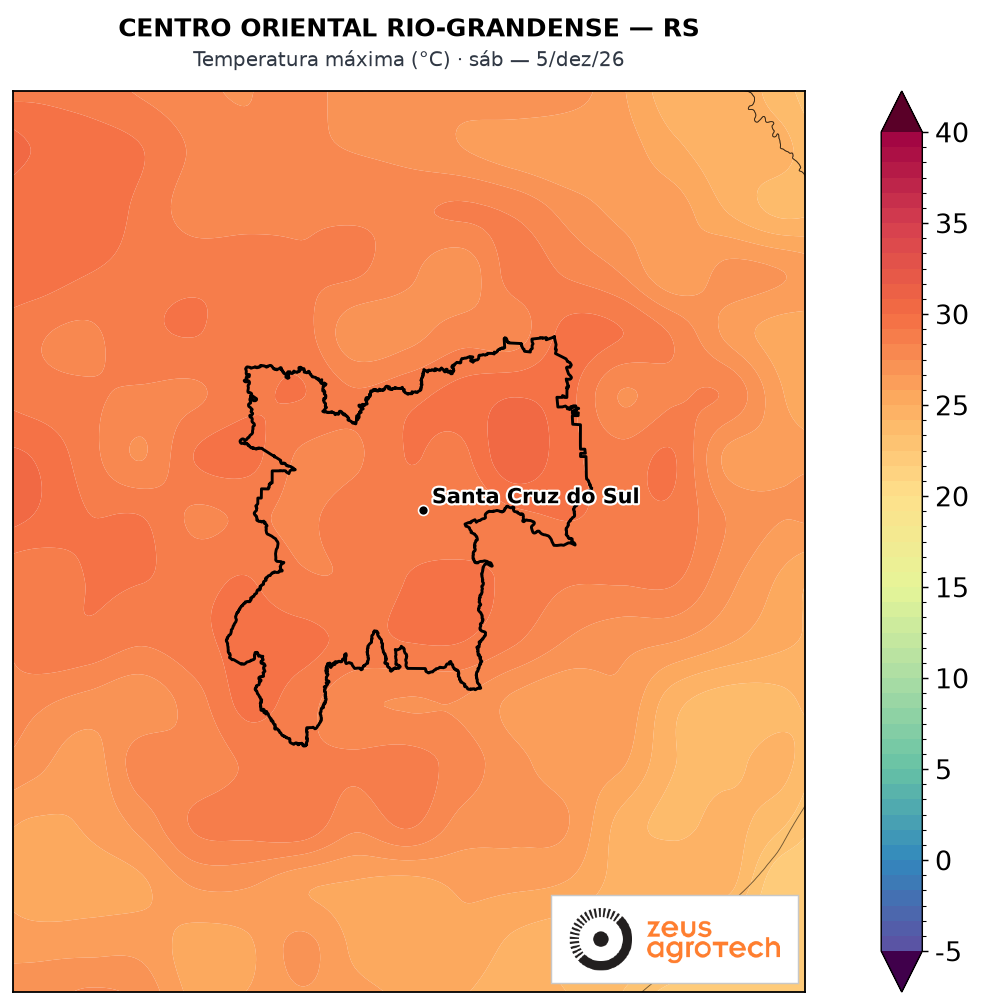 CENTRO ORIENTAL RIO-GRANDENSE — RS
Temperatura máxima (°C) · sáb — 5/dez/26
40
35
30
25
20
15
10
5
0
-5
Santa Cruz do Sul
zeus
agrotech